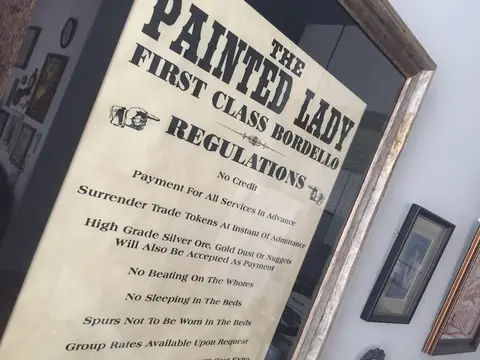 THE
PAINTED LADY
FIRST CLASS BORDELLO
REGULATIONS
No Credit
Payment For All Services In Advance
Surrender Trade Tokens At Instant Of Admittance
High Grade Silver Ore, Gold Dust Or Nuggets
Will Also Be Accepted As Payment
No Beating On The Whores
No Sleeping In The Beds
Spurs Not To Be Worn In The Beds
Group Rates Available Upon Request
Extra